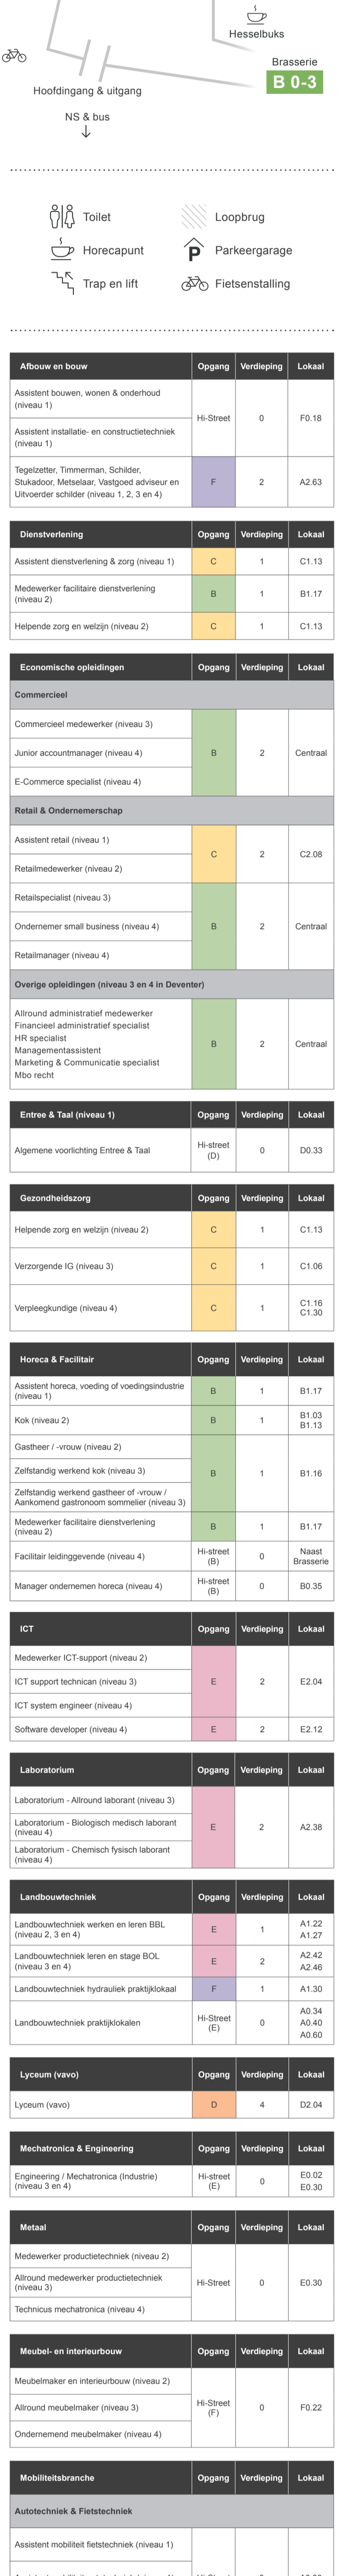 Hesselbuks
Brasserie
B 0-3
Hoofdingang & uitgang
NS & bus
Toilet
Loopbrug
Horecapunt
P
Parkeergarage
Trap en lift
Fietsenstalling
Afbouw en bouw Opgang Verdieping Lokaal
Assistent bouwen, wonen & onderhoud
(niveau 1)
Hi-Street 0 F0.18
Assistent installatie- en constructietechniek
(niveau 1)
Tegelzetter, Timmerman, Schilder,
Stukadoor, Metselaar, Vastgoed adviseur en
Uitvoerder schilder (niveau 1, 2, 3 en 4)
F 2 A2.63
Dienstverlening Opgang Verdieping Lokaal
Assistent dienstverlening & zorg (niveau 1) C 1 C1.13
Medewerker facilitaire dienstverlening
(niveau 2)
B 1 B1.17
Helpende zorg en welzijn (niveau 2) C 1 C1.13
Economische opleidingen Opgang Verdieping Lokaal
Commercieel
Commercieel medewerker (niveau 3)
Junior accountmanager (niveau 4) B 2 Centraal
E-Commerce specialist (niveau 4)
Retail & Ondernemerschap
Assistent retail (niveau 1)
C 2 C2.08
Retailmedewerker (niveau 2)
Retailspecialist (niveau 3)
Ondernemer small business (niveau 4) B 2 Centraal
Retailmanager (niveau 4)
Overige opleidingen (niveau 3 en 4 in Deventer)
Allround administratief medewerker
Financieel administratief specialist
HR specialist
Managementassistent
Marketing & Communicatie specialist
Mbo recht
B 2 Centraal
Entree & Taal (niveau 1) Opgang Verdieping Lokaal
Algemene voorlichting Entree & Taal
Hi-street
(D)
0 D0.33
Gezondheidszorg Opgang Verdieping Lokaal
Helpende zorg en welzijn (niveau 2) C 1 C1.13
Verzorgende IG (niveau 3) C 1 C1.06
Verpleegkundige (niveau 4) C 1
C1.16
C1.30
Horeca & Facilitair Opgang Verdieping Lokaal
Assistent horeca, voeding of voedingsindustrie
(niveau 1)
B 1 B1.17
Kok (niveau 2) B 1
B1.03
B1.13
Gastheer / -vrouw (niveau 2)
Zelfstandig werkend kok (niveau 3)
B 1 B1.16
Zelfstandig werkend gastheer of -vrouw /
Aankomend gastronoom sommelier (niveau 3)
Medewerker facilitaire dienstverlening
(niveau 2)
B 1 B1.17
Facilitair leidinggevende (niveau 4)
Hi-street
(B)
0
Naast
Brasserie
Manager ondernemen horeca (niveau 4)
Hi-street
(B)
0 B0.35
ICT Opgang Verdieping Lokaal
Medewerker ICT-support (niveau 2)
ICT support technican (niveau 3) E 2 E2.04
ICT system engineer (niveau 4)
Software developer (niveau 4) E 2 E2.12
Laboratorium Opgang Verdieping Lokaal
Laboratorium - Allround laborant (niveau 3)
Laboratorium - Biologisch medisch laborant
(niveau 4)
E 2 A2.38
Laboratorium - Chemisch fysisch laborant
(niveau 4)
Landbouwtechniek Opgang Verdieping Lokaal
Landbouwtechniek werken en leren BBL
(niveau 2, 3 en 4)
E 1
A1.22
A1.27
Landbouwtechniek leren en stage BOL
(niveau 3 en 4)
E 2
A2.42
A2.46
Landbouwtechniek hydrauliek praktijklokaal F 1 A1.30
Landbouwtechniek praktijklokalen
Hi-Street
(E)
0
A0.34
A0.40
A0.60
Lyceum (vavo) Opgang Verdieping Lokaal
Lyceum (vavo) D 4 D2.04
Mechatronica & Engineering Opgang Verdieping Lokaal
Engineering / Mechatronica (Industrie)
(niveau 3 en 4)
Hi-street
(E)
0
E0.02
E0.30
Metaal Opgang Verdieping Lokaal
Medewerker productietechniek (niveau 2)
Allround medewerker productietechniek
(niveau 3)
Hi-Street 0 E0.30
Technicus mechatronica (niveau 4)
Meubel- en interieurbouw Opgang Verdieping Lokaal
Meubelmaker en interieurbouw (niveau 2)
Allround meubelmaker (niveau 3)
Hi-Street
(F)
0 F0.22
Ondernemend meubelmaker (niveau 4)
Mobiliteitsbranche Opgang Verdieping Lokaal
Autotechniek & Fietstechniek
Assistent mobiliteit fietstechniek (niveau 1)